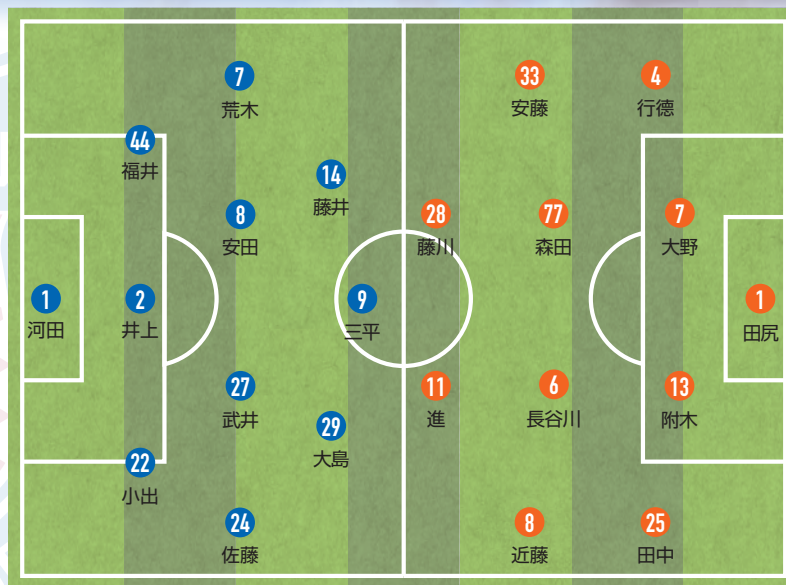 7
荒木
33
安藤
4
行德
44
福井
14
藤井
8
安田
28
藤川
77
森田
7
大野
1
河田
2
井上
9
三平
1
田尻
27
武井
11
進
6
長谷川
13
附木
29
大島
22
小出
24
佐藤
8
近藤
25
田中